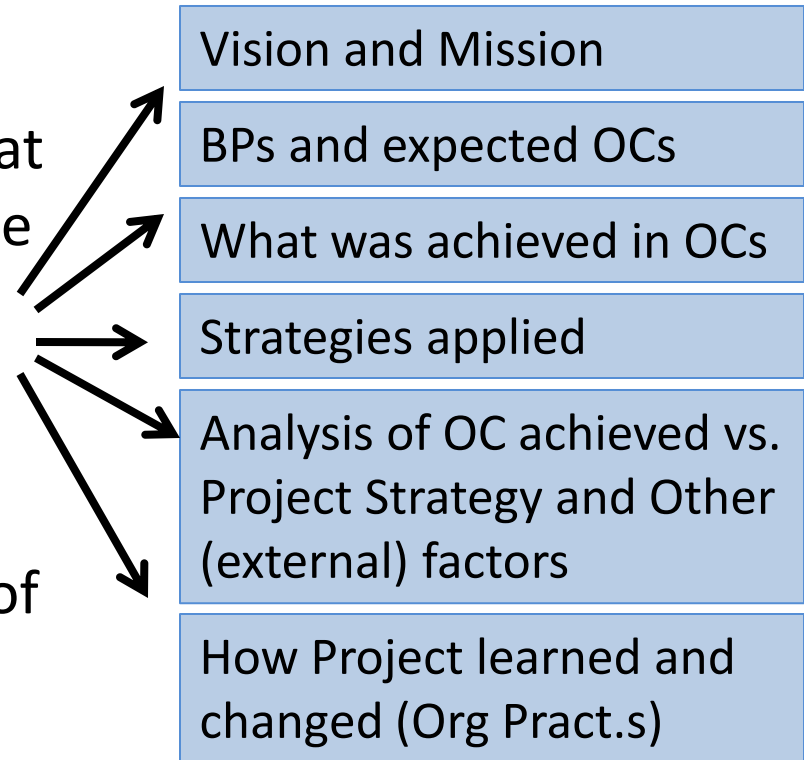 at
e
of
Vision and Mission
BPs and expected OCs
What was achieved in OCs
Strategies applied
Analysis of OC achieved vs.
Project Strategy and Other
(external) factors
How Project learned and
changed (Org Pract.s)